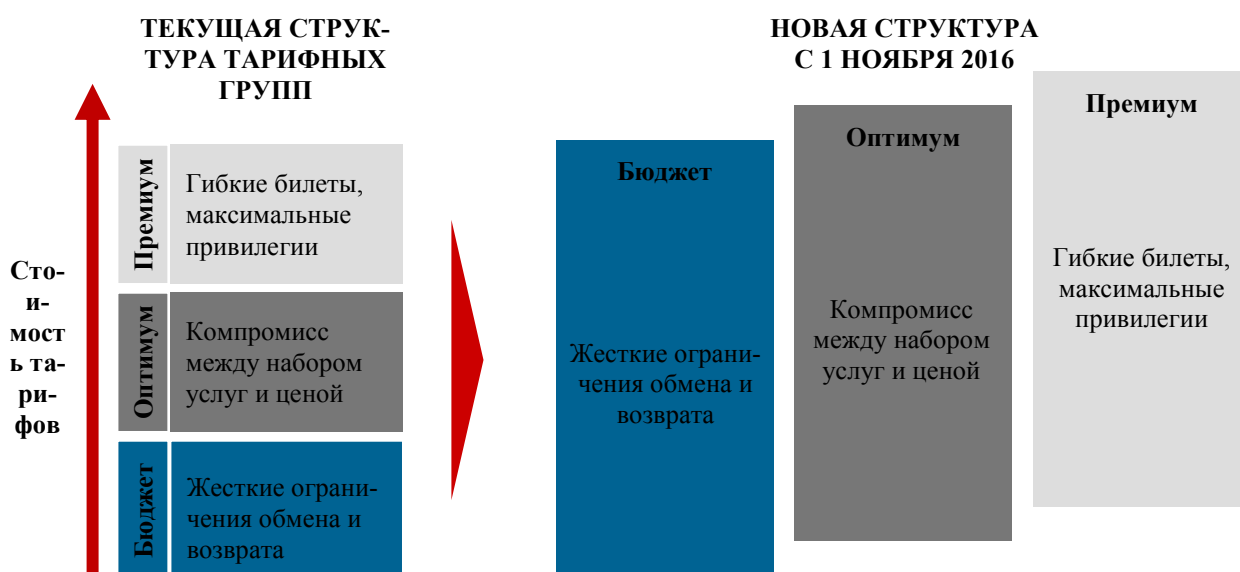 ТЕКУЩАЯ СТРУК-
ТУРА ТАРИФНЫХ
ГРУПП
НОВАЯ СТРУКТУРА
С 1 НОЯБРЯ 2016
Сто-
и-
мост
ь та-
ри-
фов
Премиум
Гибкие билеты,
максимальные
привилегии
Оптимум
Компромисс
между набором
услуг и ценой
Бюджет
Жесткие ограни-
чения обмена и
возврата
Бюджет
Жесткие ограни-
чения обмена и
возврата
Оптимум
Компромисс
между набором
услуг и ценой
Премиум
Гибкие билеты,
максимальные
привилегии